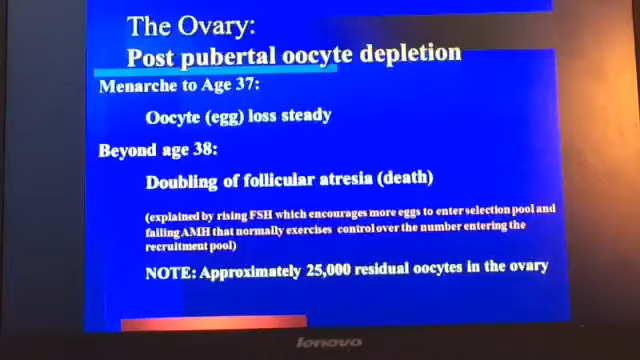 The Ovary:
Post pubertal oocyte depletion
Menarche to Age 37:
Oocyte (egg) loss steady
Beyond age 38:
Doubling of follicular atresia (death)
(explained by rising FSH which encourages more eggs to enter selection pool and
falling AMH that normally exercises control over the number entering the
recruitment pool)
NOTE: Approximately 25,000 residual oocytes in the ovary
lenovo